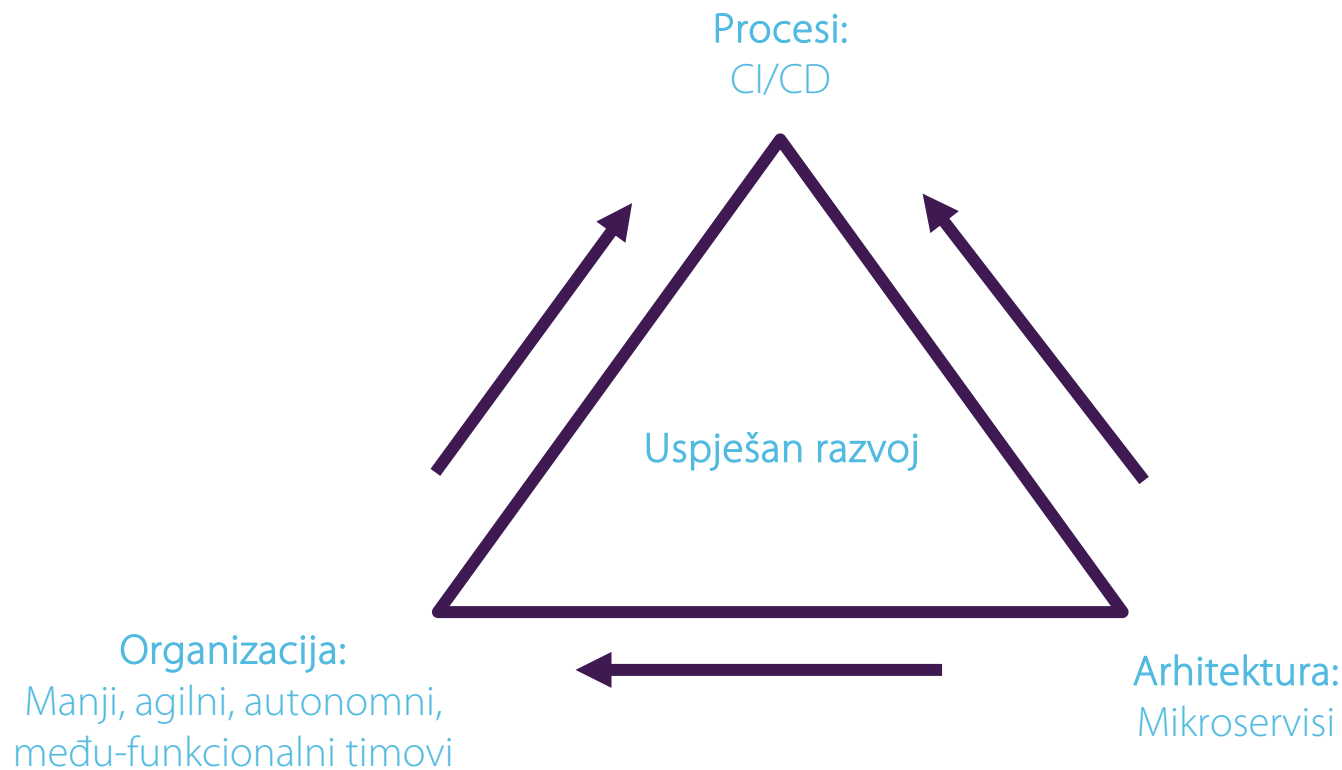 Procesi:
CI/CD
Uspješan razvoj
Organizacija:
Manji, agilni, autonomni,
među-funkcionalni timovi
Arhitektura:
Mikroservisi